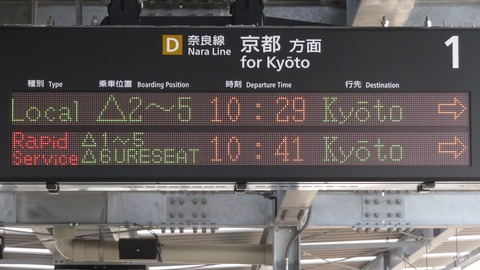 D 奈良線 Nara Line 京都 方面 for Kyōto 1
種別 Type 乗車位置 Boarding Position 時刻 Departure Time 行先 Destination
Local △2～5 10:29 Kyōto ⇨
Rapid Service △1～5 △6URESEAT 10:41 Kyōto ⇨